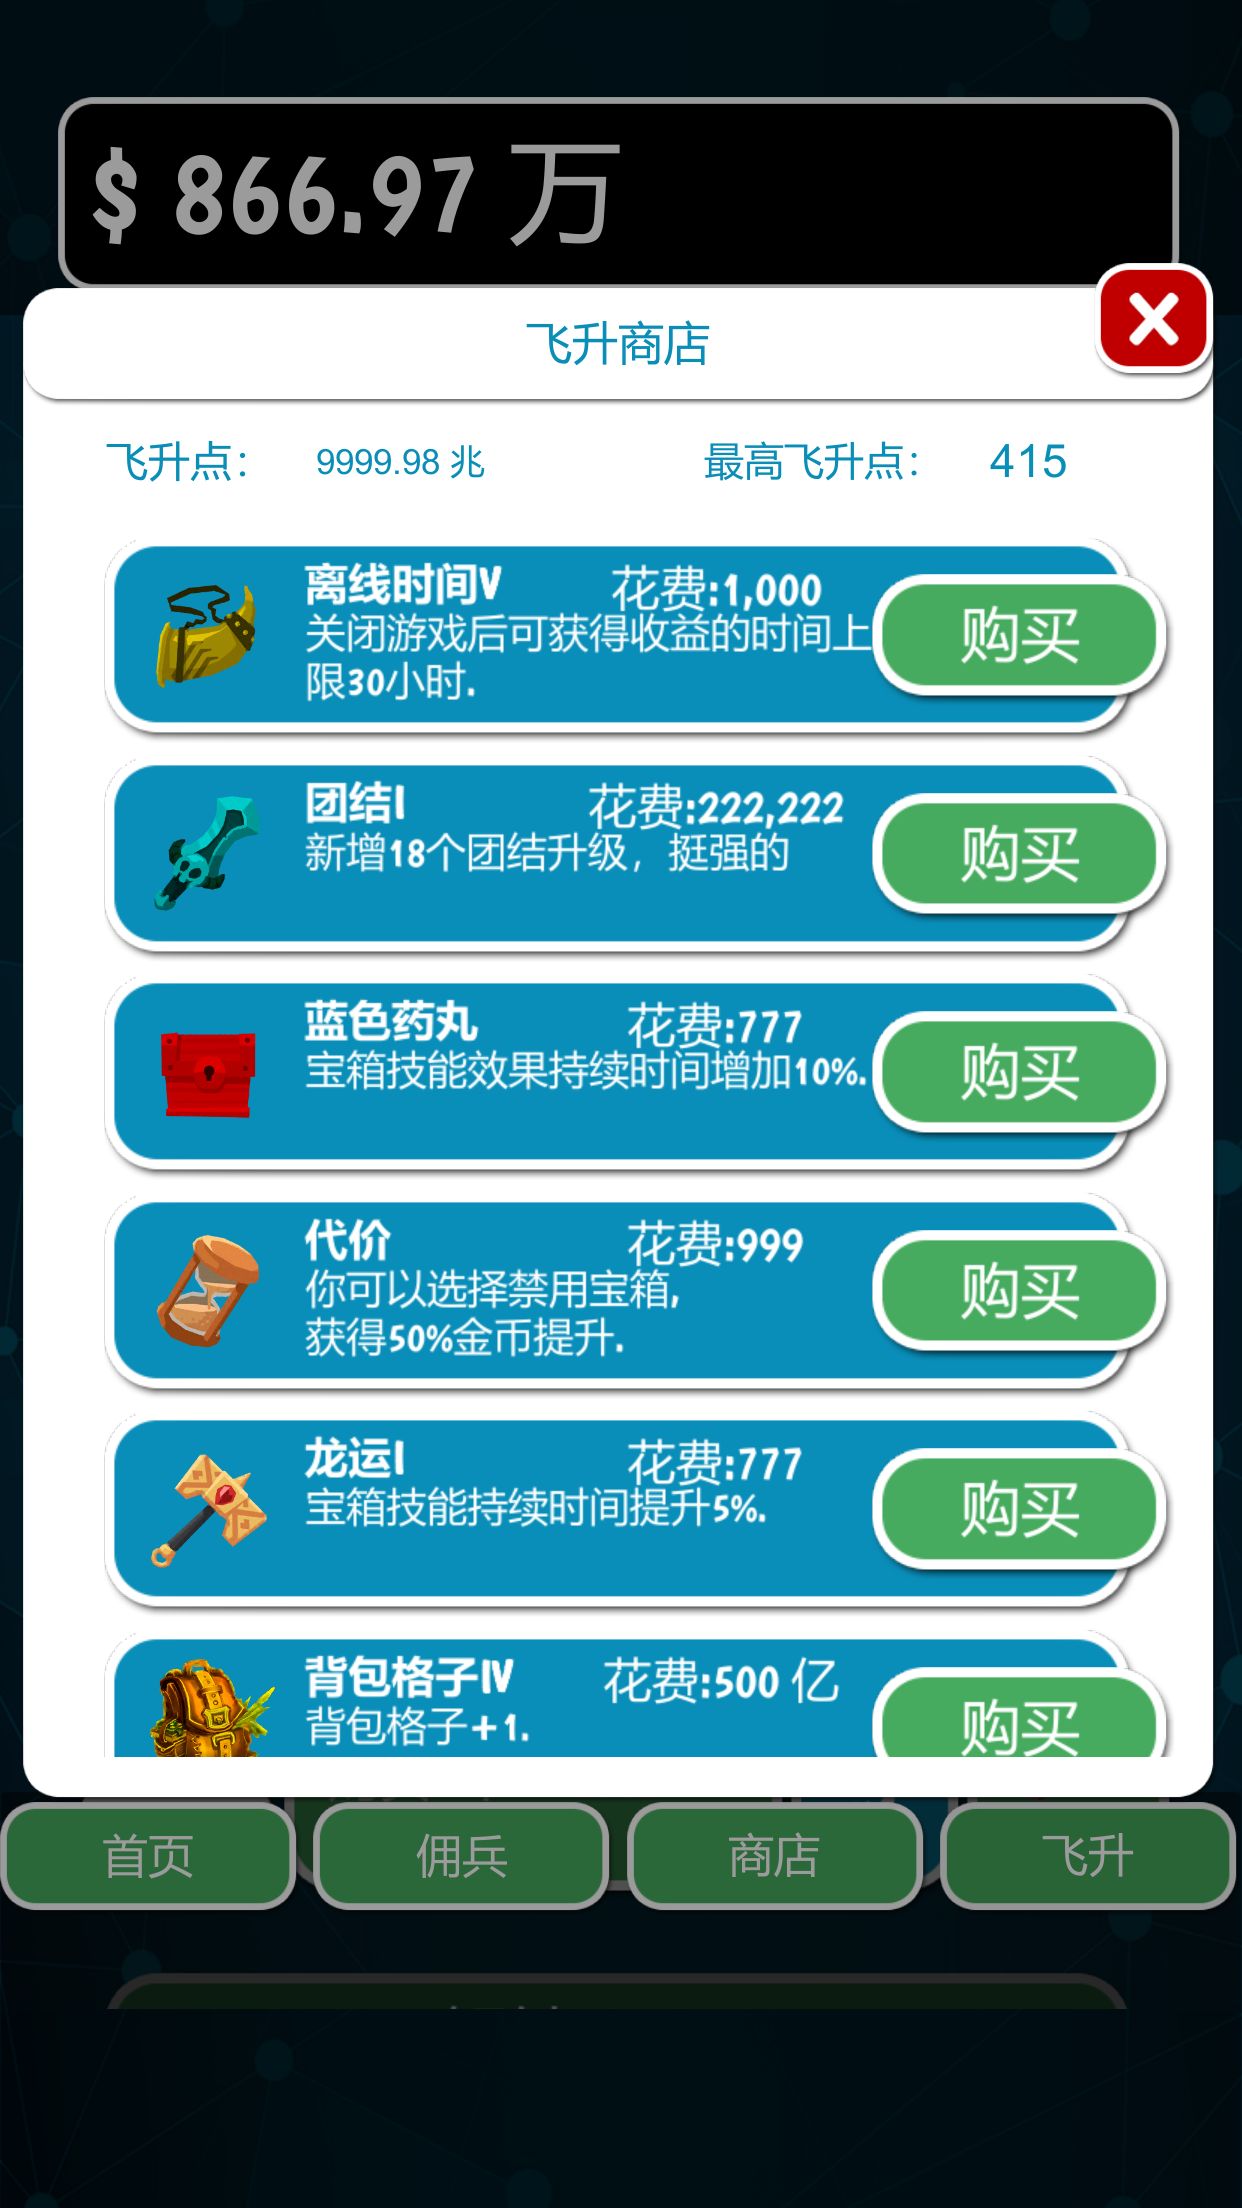 $ 866.97 万
飞升商店
飞升点： 9999.98 兆 最高飞升点： 415
离线时间V 花费:1,000
关闭游戏后可获得收益的时间上
限30小时.
购买
团结I 花费:222,222
新增18个团结升级，挺强的
购买
蓝色药丸 花费:777
宝箱技能效果持续时间增加10%.
购买
代价 花费:999
你可以选择禁用宝箱,
获得50%金币提升.
购买
龙运I 花费:777
宝箱技能持续时间提升5%.
购买
背包格子IV 花费:500 亿
背包格子+1.
购买
首页 佣兵 商店 飞升